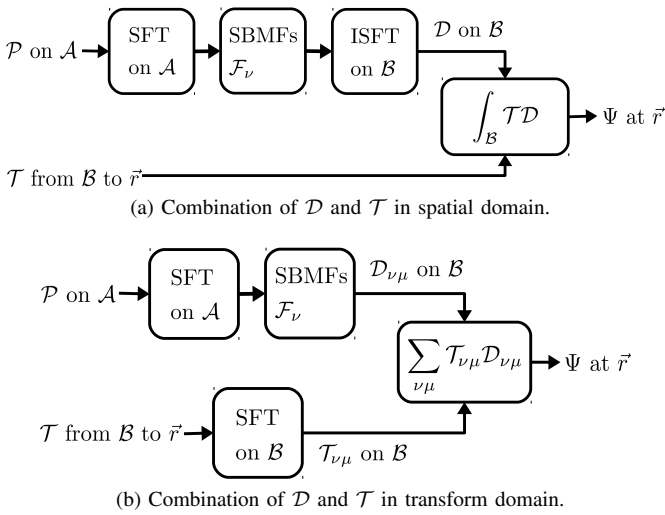 𝒫 on 𝒜
SFT
on 𝒜
SBMFs
ℱ_ν
ISFT
on ℬ
𝒟 on ℬ
∫_ℬ 𝒯𝒟
Ψ at r⃗
𝒯 from ℬ to r⃗
(a) Combination of 𝒟 and 𝒯 in spatial domain.
𝒫 on 𝒜
SFT
on 𝒜
SBMFs
ℱ_ν
𝒟_νμ on ℬ
∑_νμ 𝒯_νμ 𝒟_νμ
Ψ at r⃗
𝒯 from ℬ to r⃗
SFT
on ℬ
𝒯_νμ on ℬ
(b) Combination of 𝒟 and 𝒯 in transform domain.